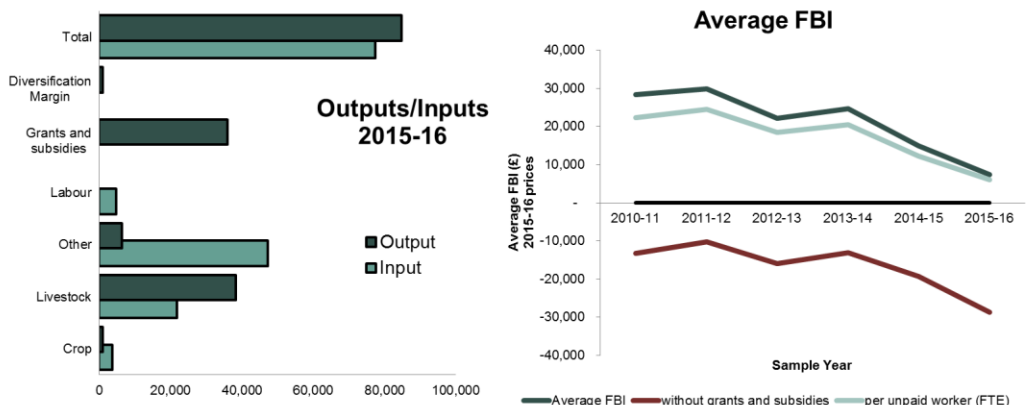 Total
Diversification
Margin
Grants and
subsidies
Labour
Other
Livestock
Crop
0
20,000
40,000
60,000
80,000
100,000
Outputs/Inputs
2015-16
Output
Input
Average FBI
Average FBI (£)
2015-16 prices
40,000
30,000
20,000
10,000
-
-10,000
-20,000
-30,000
-40,000
2010-11
2011-12
2012-13
2013-14
2014-15
2015-16
Sample Year
Average FBI
without grants and subsidies
per unpaid worker (FTE)